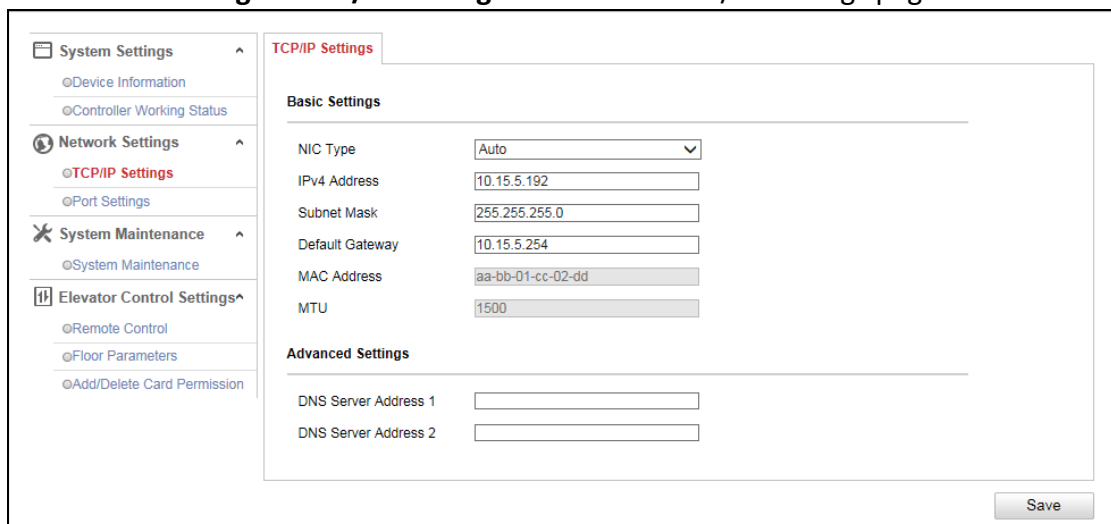 System Settings
Device Information
Controller Working Status
Network Settings
TCP/IP Settings
Port Settings
System Maintenance
System Maintenance
Elevator Control Settings
Remote Control
Floor Parameters
Add/Delete Card Permission
TCP/IP Settings
Basic Settings
NIC Type Auto
IPv4 Address 10.15.5.192
Subnet Mask 255.255.255.0
Default Gateway 10.15.5.254
MAC Address aa-bb-01-cc-02-dd
MTU 1500
Advanced Settings
DNS Server Address 1
DNS Server Address 2
Save